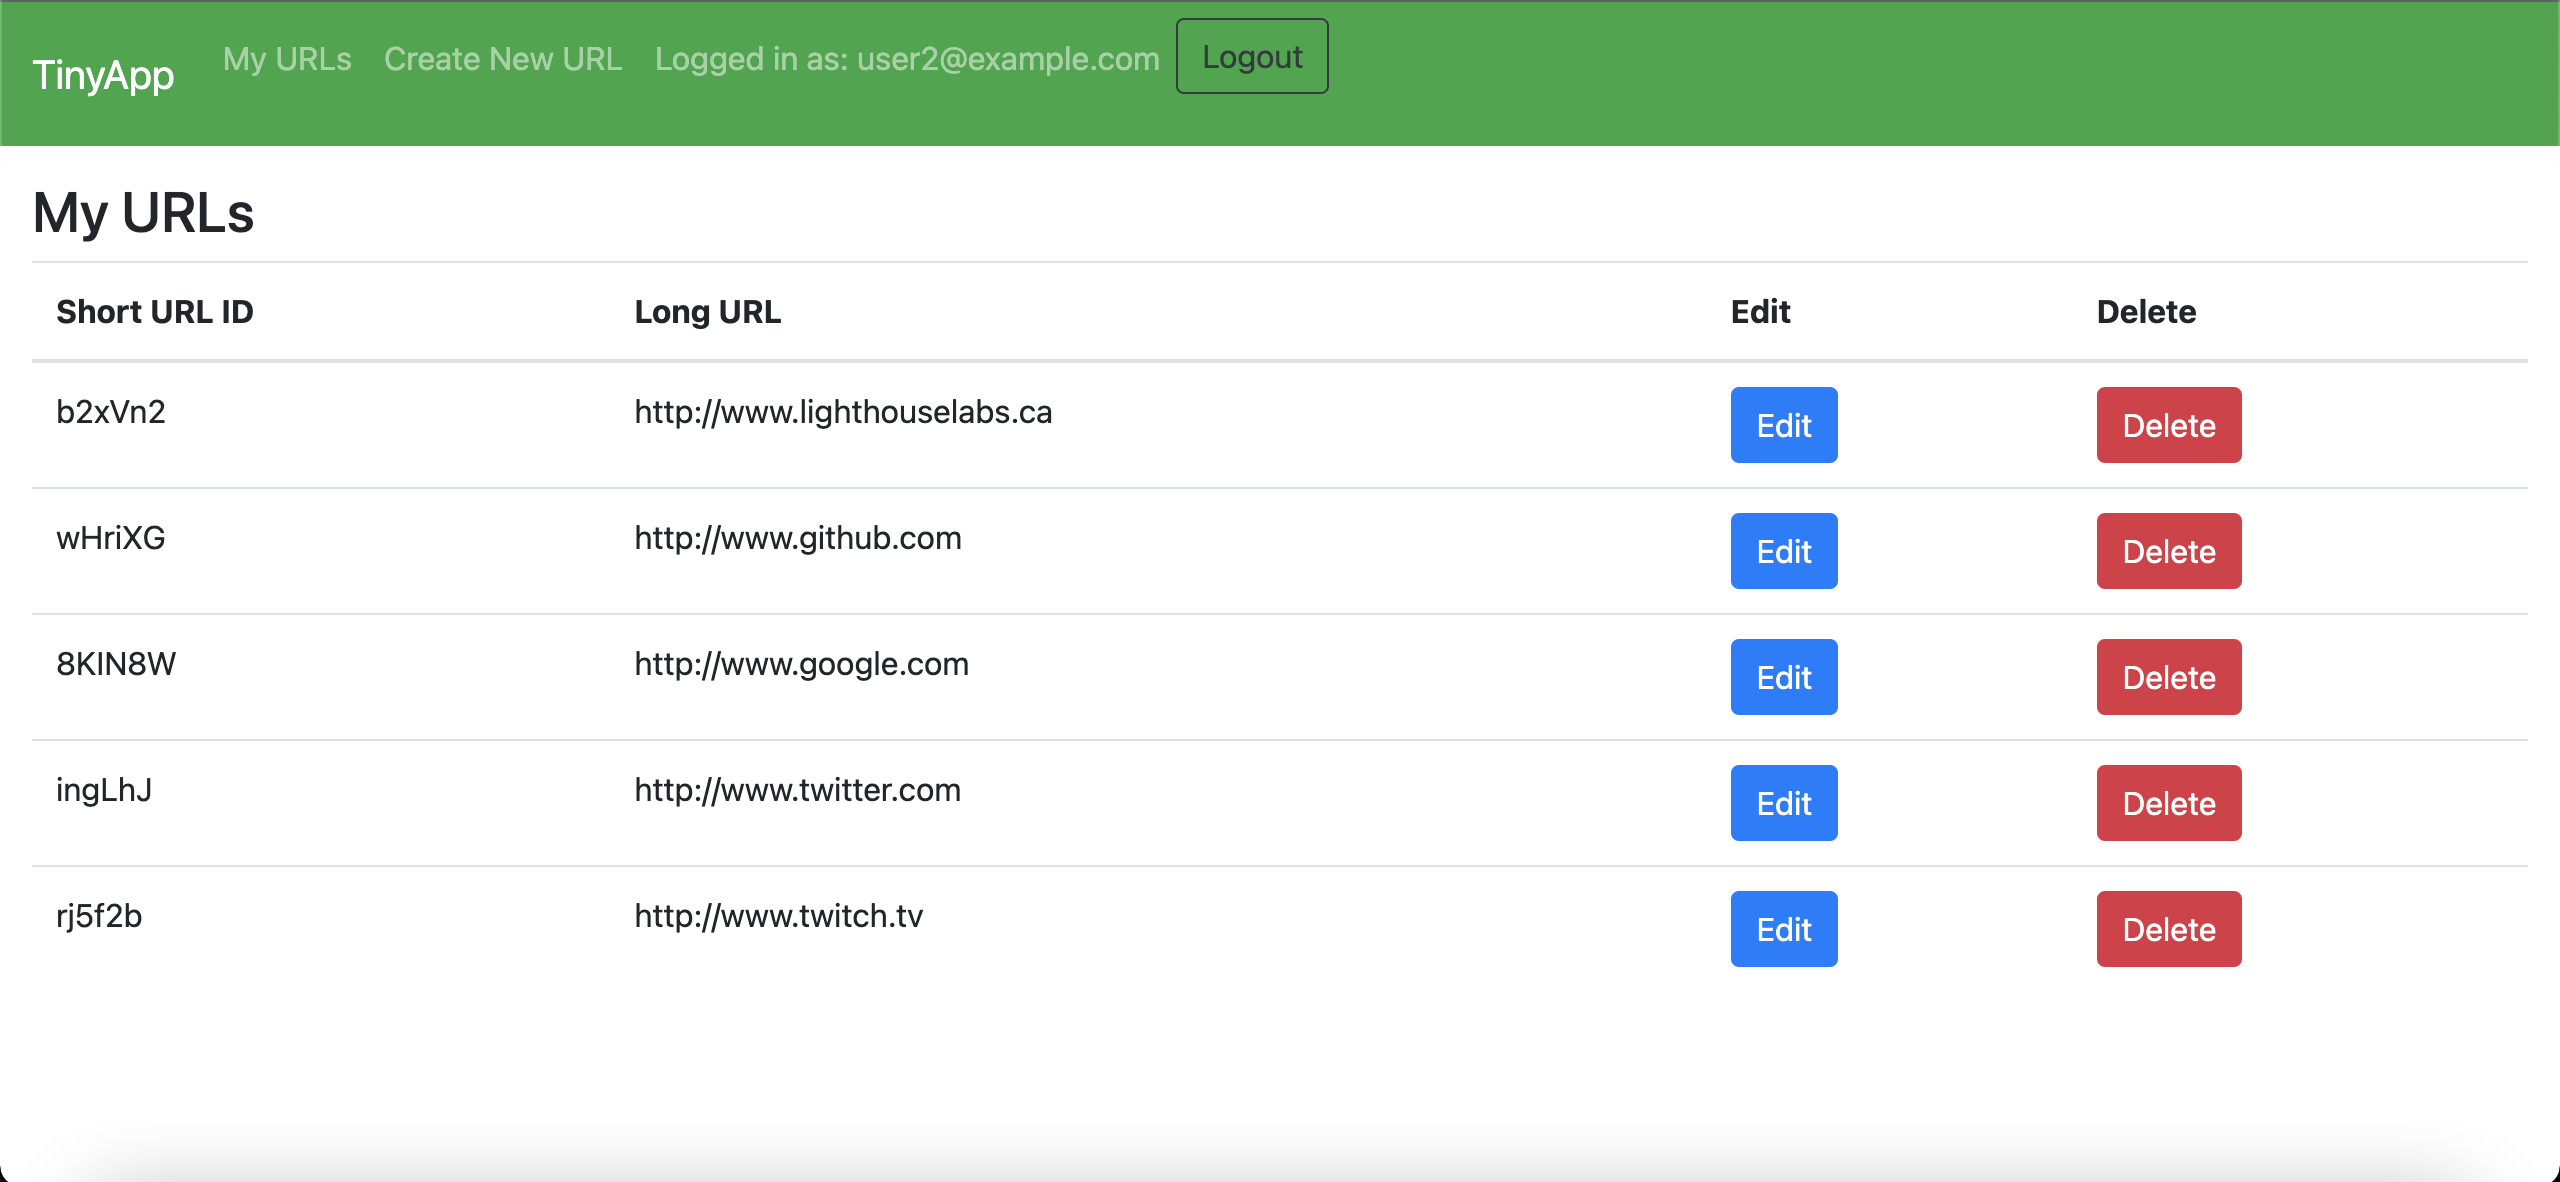 TinyApp My URLs Create New URL Logged in as: user2@example.com Logout
My URLs
Short URL ID Long URL Edit Delete
b2xVn2 http://www.lighthouselabs.ca Edit Delete
wHriXG http://www.github.com Edit Delete
8KIN8W http://www.google.com Edit Delete
ingLhJ http://www.twitter.com Edit Delete
rj5f2b http://www.twitch.tv Edit Delete